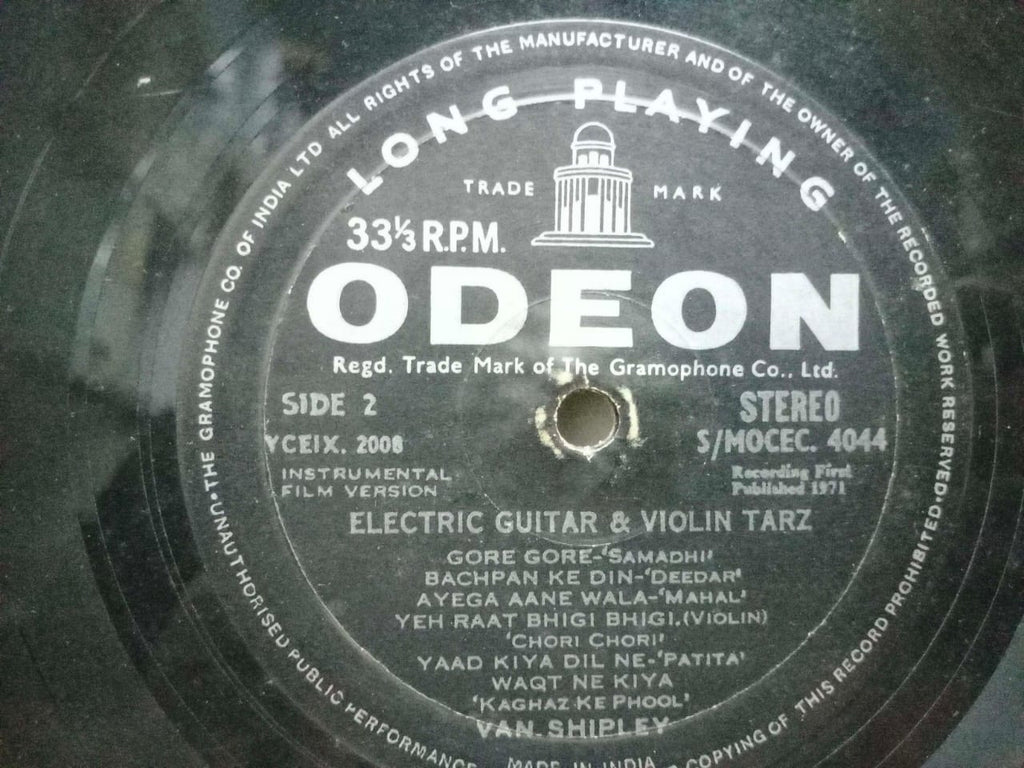 THE GRAMOPHONE CO. OF INDIA LTD ALL RIGHTS OF THE MANUFACTURER AND OF THE OWNER OF THE RECORDED WORK RESERVED•
UNAUTHORISED PUBLIC PERFORMANCE
COPYING OF THIS RECORD PROHIBITED•
LONG PLAYING
TRADE MARK
33⅓ R.P.M.
ODEON
Regd. Trade Mark of The Gramophone Co., Ltd.
SIDE 2 STEREO
YCEIX. 2008 S/MOCEC. 4044
INSTRUMENTAL Recording First
FILM VERSION Published 1971
ELECTRIC GUITAR & VIOLIN TARZ
GORE GORE-'SAMADHI'
BACHPAN KE DIN-'DEEDAR'
AYEGA AANE WALA-'MAHAL'
YEH RAAT BHIGI BHIGI.(VIOLIN)
'CHORI CHORI'
YAAD KIYA DIL NE-'PATITA'
WAQT NE KIYA
'KAGHAZ KE PHOOL'
VAN SHIPLEY
MADE IN INDIA